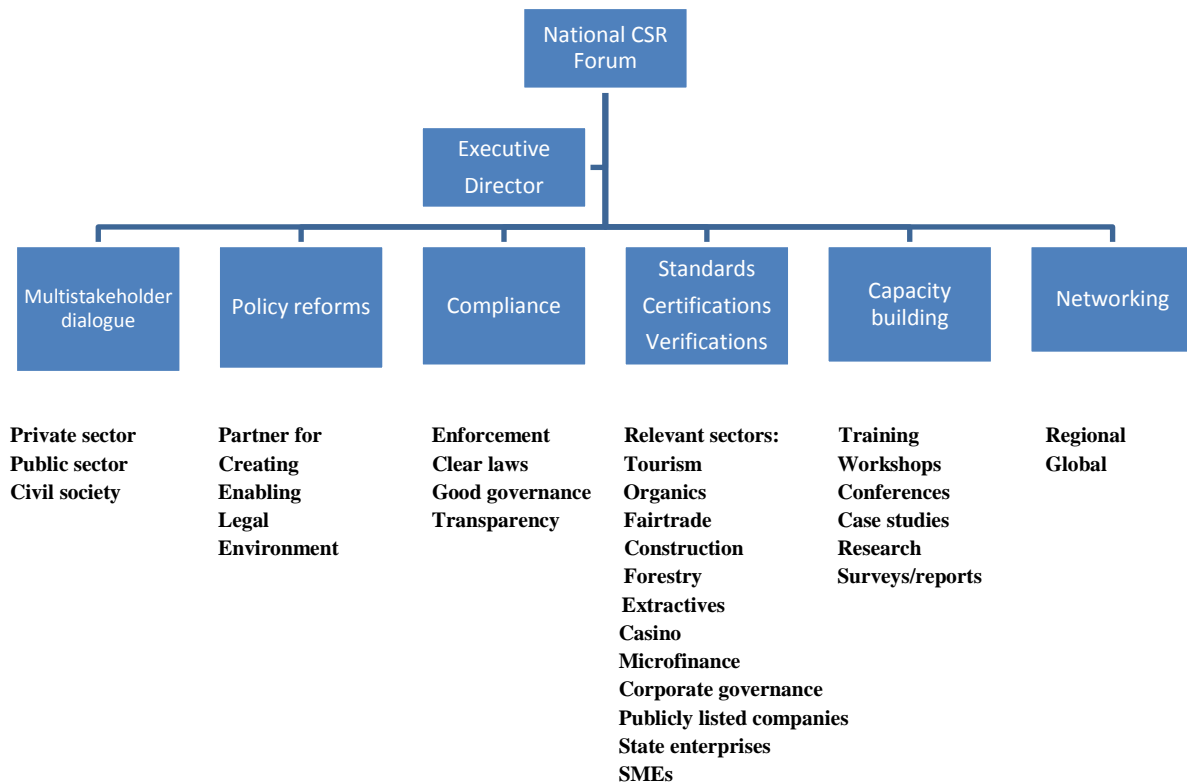 National CSR
Forum
Executive
Director
Multistakeholder
dialogue
Policy reforms
Compliance
Standards
Certifications
Verifications
Capacity
building
Networking
Private sector
Public sector
Civil society
Partner for
Creating
Enabling
Legal
Environment
Enforcement
Clear laws
Good governance
Transparency
Relevant sectors:
Tourism
Organics
Fairtrade
Construction
Forestry
Extractives
Casino
Microfinance
Corporate governance
Publicly listed companies
State enterprises
SMEs
Training
Workshops
Conferences
Case studies
Research
Surveys/reports
Regional
Global